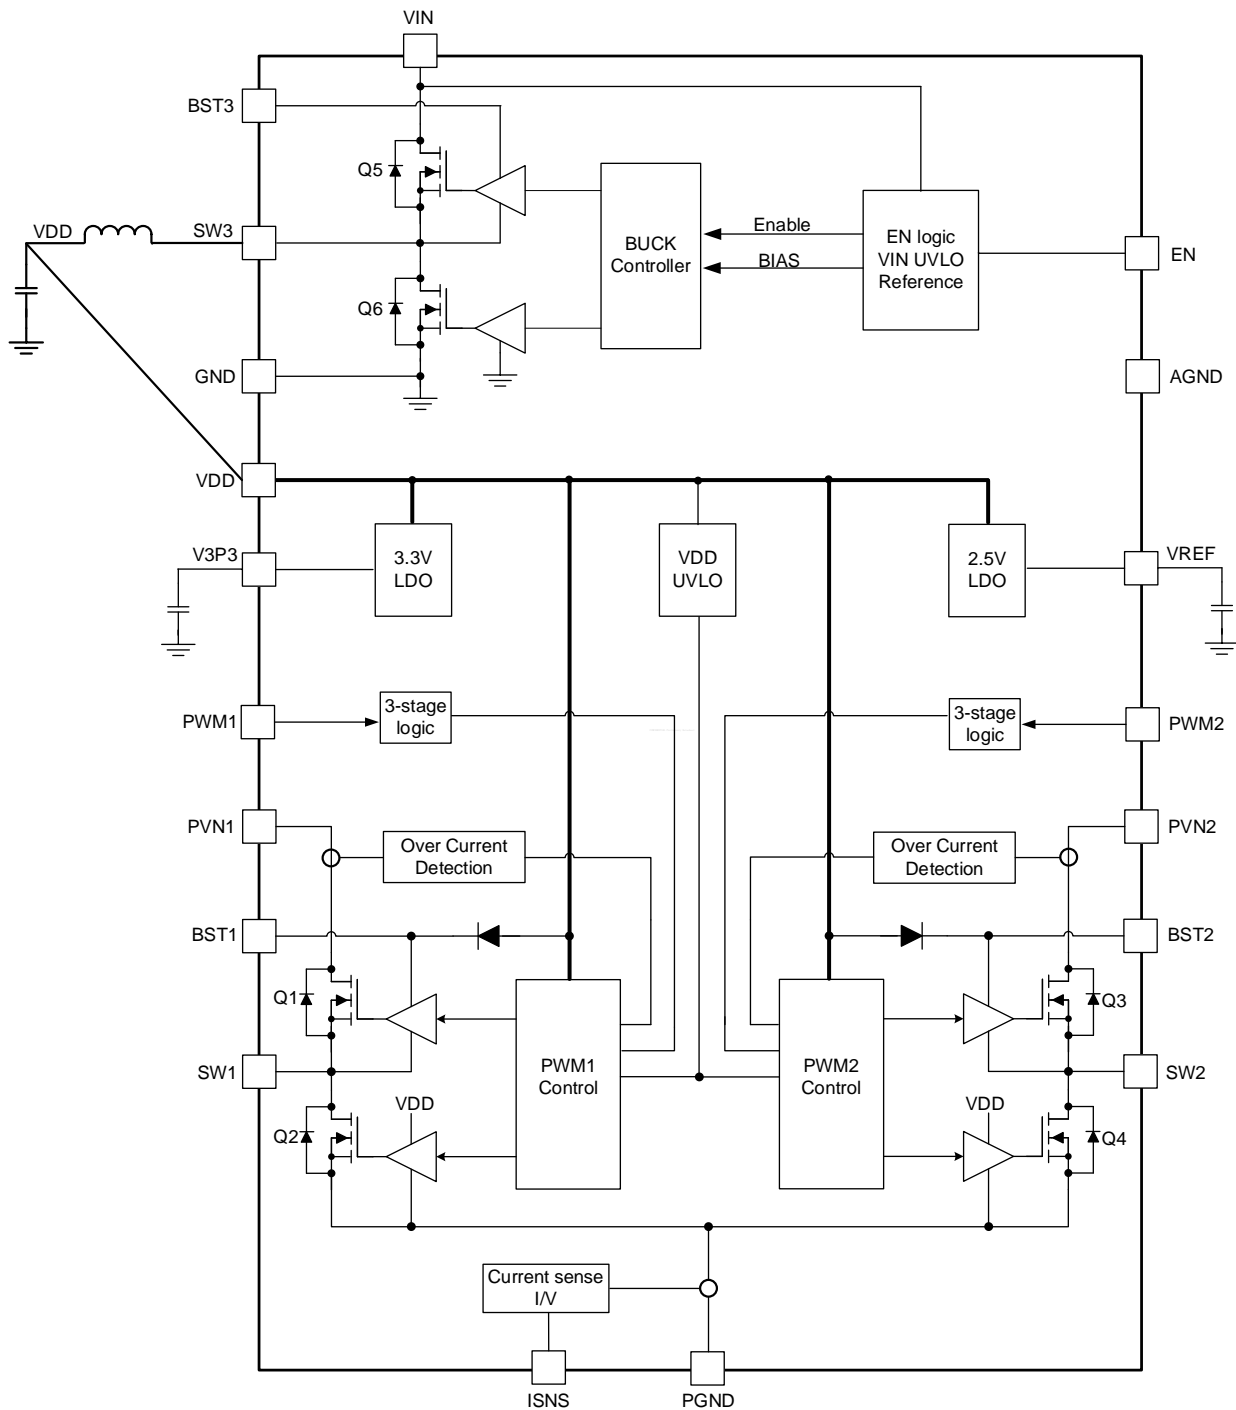 VIN
BST3
Q5
VDD
SW3
BUCK
Controller
Enable
BIAS
EN logic
VIN UVLO
Reference
EN
Q6
GND
AGND
VDD
V3P3
3.3V
LDO
VDD
UVLO
2.5V
LDO
VREF
PWM1
3-stage
logic
3-stage
logic
PWM2
PVN1
Over Current
Detection
Over Current
Detection
PVN2
BST1
BST2
Q1
Q3
SW1
PWM1
Control
PWM2
Control
SW2
VDD
VDD
Q2
Q4
Current sense
I/V
ISNS
PGND